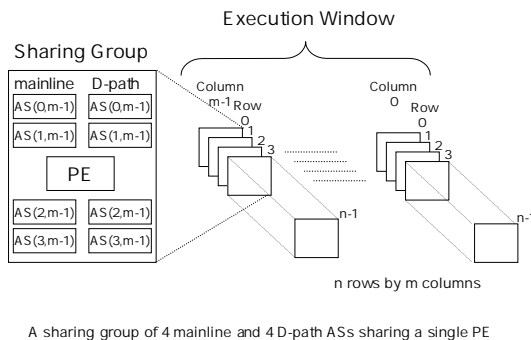 Execution Window
Sharing Group
mainline D-path
AS(0,m-1) AS(0,m-1)
AS(1,m-1) AS(1,m-1)
PE
AS(2,m-1) AS(2,m-1)
AS(3,m-1) AS(3,m-1)
Column
m-1
Row
0
1
2
3
n-1
Column
0
Row
0
1
2
3
n-1
n rows by m columns
A sharing group of 4 mainline and 4 D-path ASs sharing a single PE